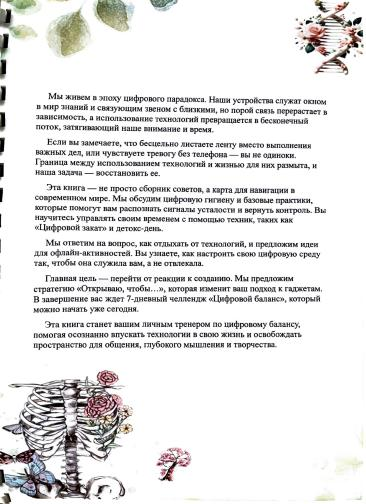 Мы живем в эпоху цифрового парадокса. Наши устройства служат окном
в мир знаний и связующим звеном с близкими, но порой связь перерастает в
зависимость, а использование технологий превращается в бесконечный
поток, затягивающий наше внимание и время.
Если вы замечаете, что бесцельно листаете ленту вместо выполнения
важных дел, или чувствуете тревогу без телефона — вы не одиноки.
Граница между использованием технологий и жизнью для них размыта, и
наша задача — восстановить ее.
Эта книга — не просто сборник советов, а карта для навигации в
современном мире. Мы обсудим цифровую гигиену и базовые практики,
которые помогут вам распознать сигналы усталости и вернуть контроль. Вы
научитесь управлять своим временем с помощью техник, таких как
«Цифровой закат» и детокс-день.
Мы ответим на вопрос, как отдыхать от технологий, и предложим идеи
для офлайн-активностей. Вы узнаете, как настроить свою цифровую среду
так, чтобы она служила вам, а не отвлекала.
Главная цель — перейти от реакции к созданию. Мы предложим
стратегию «Открываю, чтобы…», которая изменит ваш подход к гаджетам.
В завершение вас ждет 7-дневный челлендж «Цифровой баланс», который
можно начать уже сегодня.
Эта книга станет вашим личным тренером по цифровому балансу,
помогая осознанно впускать технологии в свою жизнь и освобождать
пространство для общения, глубокого мышления и творчества.